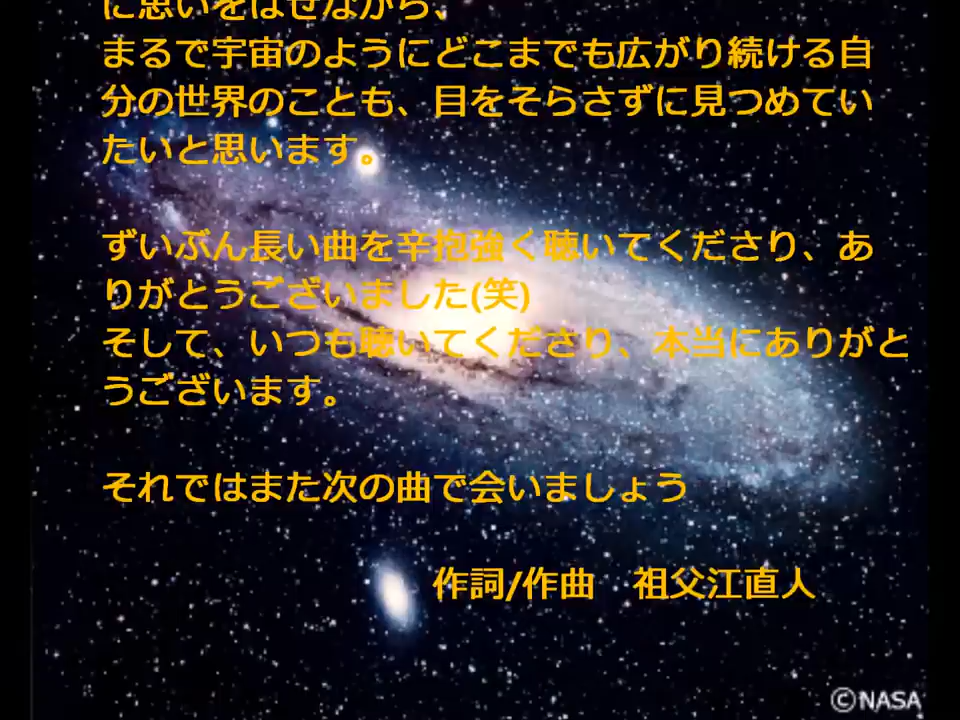 に思いをはせながら、
まるで宇宙のようにどこまでも広がり続ける自
分の世界のことも、目をそらさずに見つめてい
たいと思います。
ずいぶん長い曲を辛抱強く聴いてくださり、あ
りがとうございました(笑)
そして、いつも聴いてくださり、本当にありがと
うございます。
それではまた次の曲で会いましょう
作詞/作曲　祖父江直人
©NASA